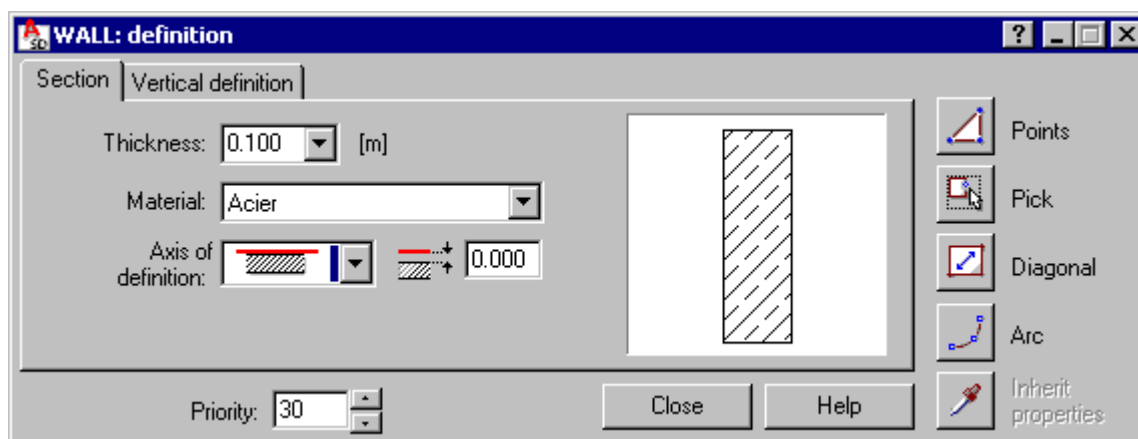 WALL: definition
Section
Vertical definition
Thickness: 0.100 [m]
Material: Acier
Axis of
definition: 0.000
Priority: 30
Close
Help
Points
Pick
Diagonal
Arc
Inherit
properties